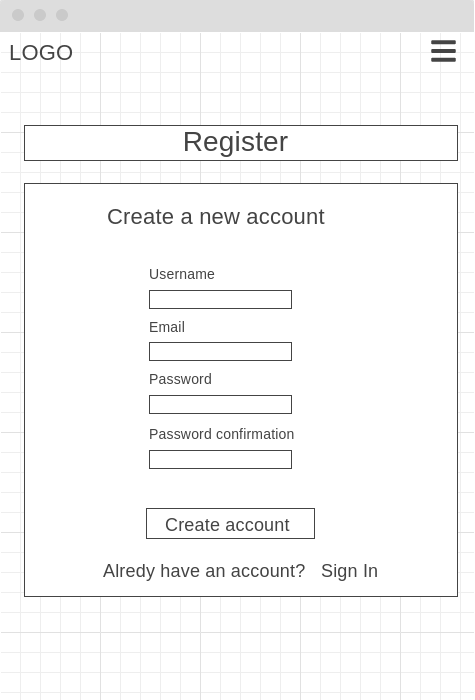 LOGO
Register
Create a new account
Username
Email
Password
Password confirmation
Create account
Alredy have an account? Sign In